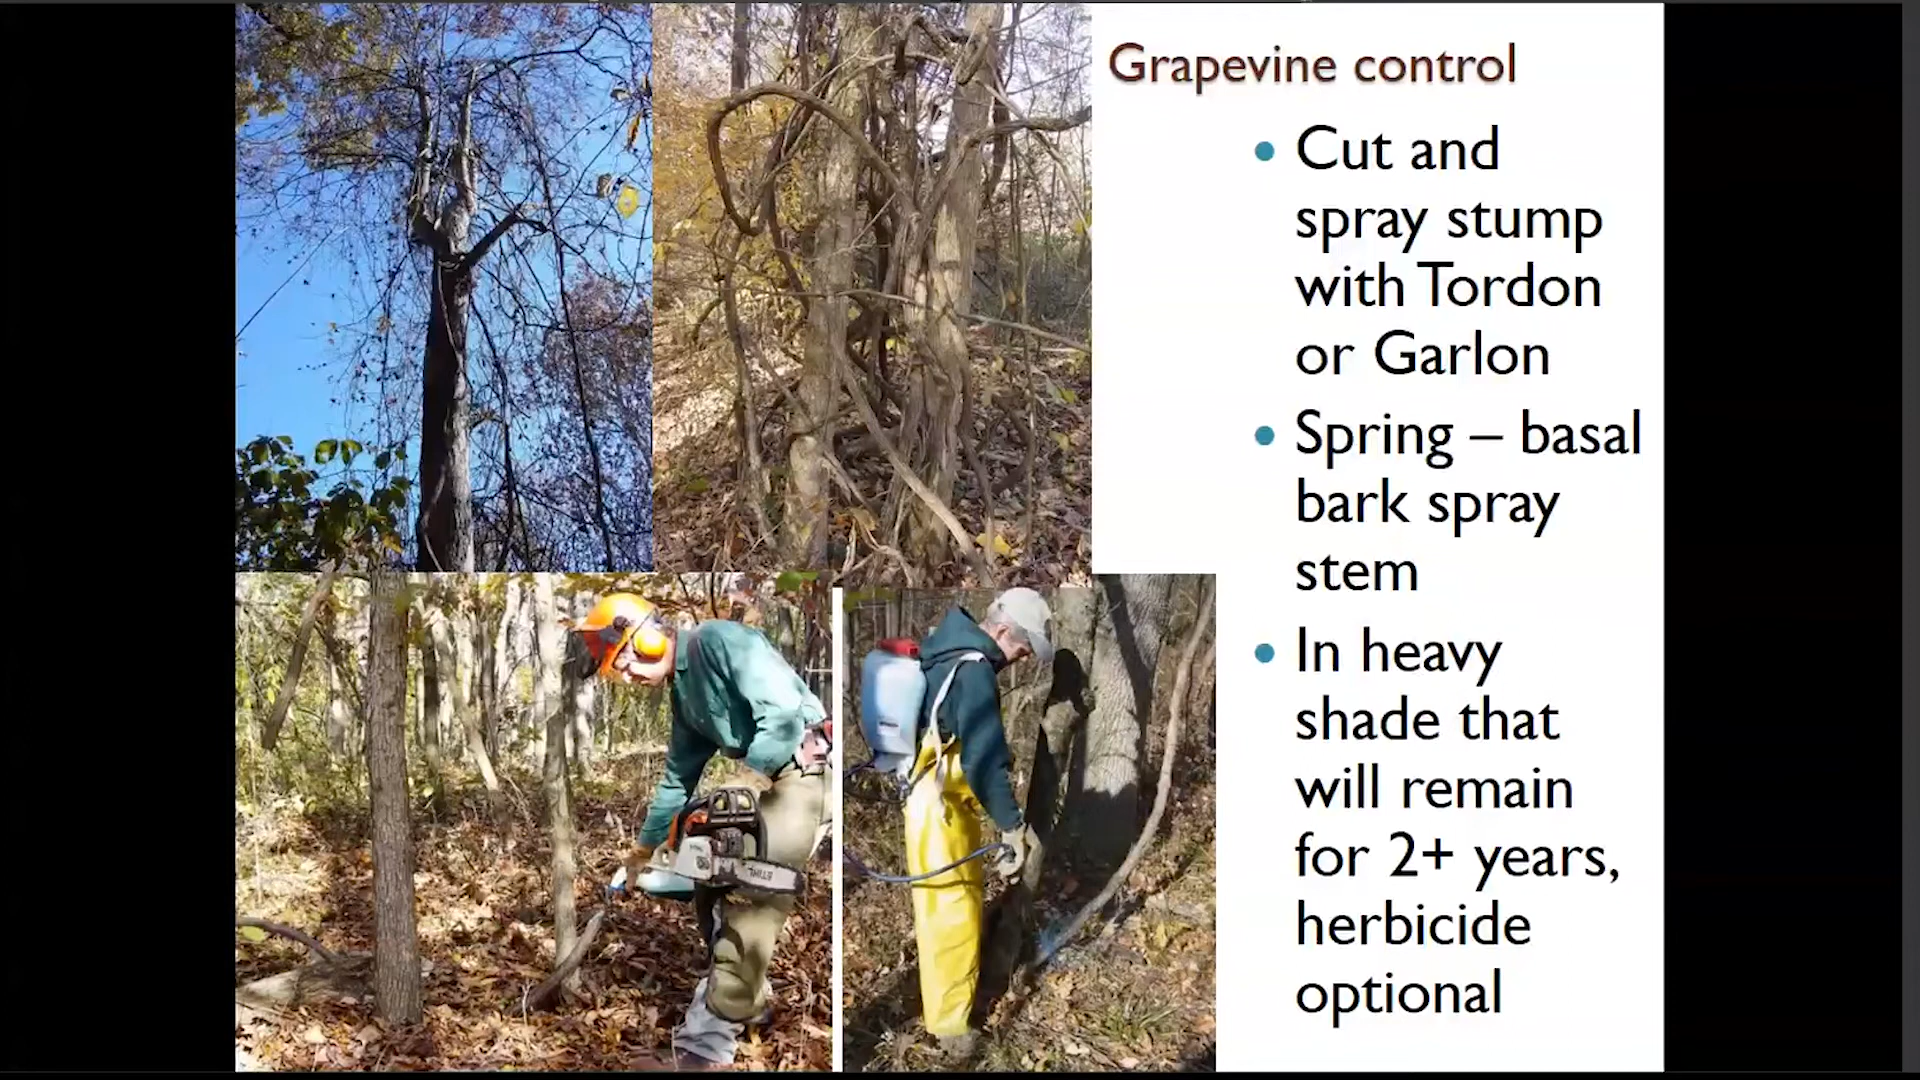 Grapevine control
• Cut and
spray stump
with Tordon
or Garlon
• Spring – basal
bark spray
stem
• In heavy
shade that
will remain
for 2+ years,
herbicide
optional
STIHL